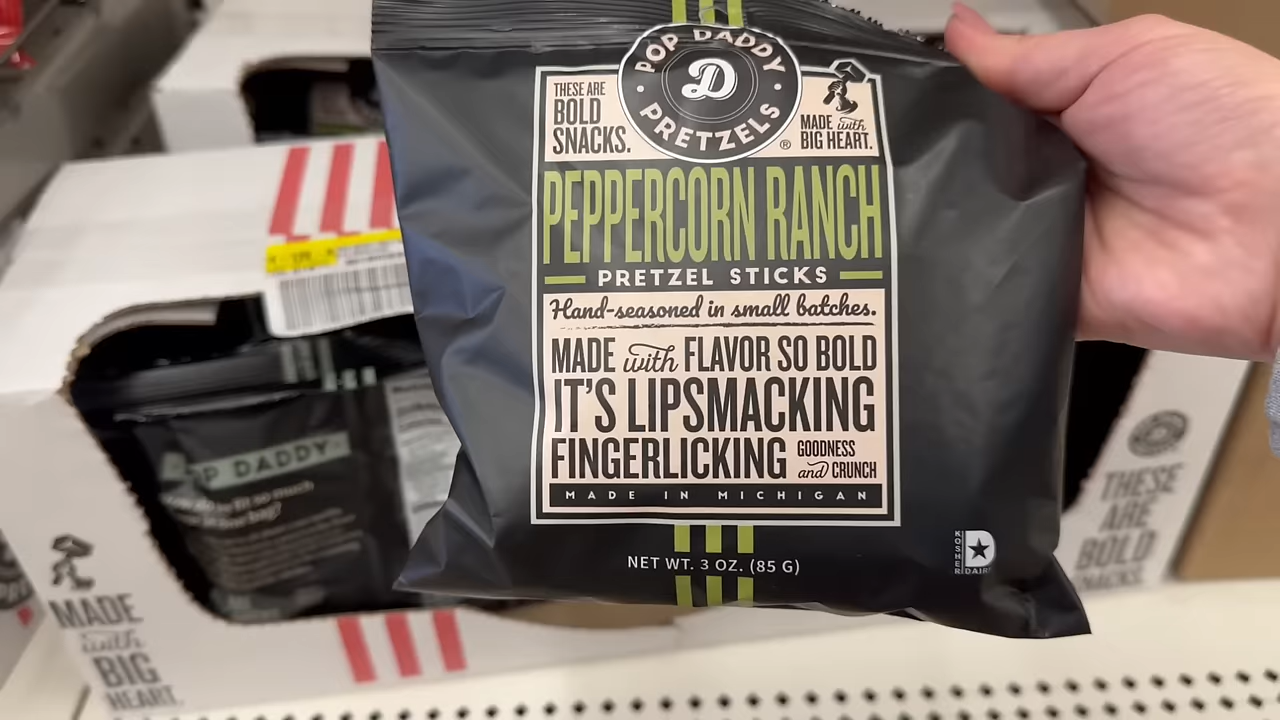 POP DADDY
D
PRETZELS
®
THESE ARE
BOLD
SNACKS.
MADE with
BIG HEART.
PEPPERCORN RANCH
PRETZEL STICKS
Hand-seasoned in small batches.
MADE with FLAVOR SO BOLD
IT'S LIPSMACKING
FINGERLICKING GOODNESS
and CRUNCH
MADE IN MICHIGAN
NET WT. 3 OZ. (85 G)
KOSHER
D
DAIRY
POP DADDY
MADE
with
BIG
HEART.
THESE
ARE
BOLD
SNACKS.